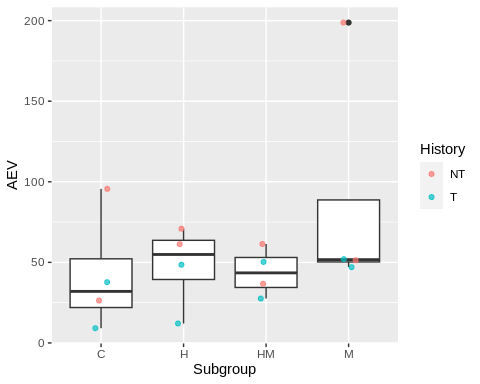 200
150
100
50
0
AEV
C H HM M
Subgroup
History
NT
T